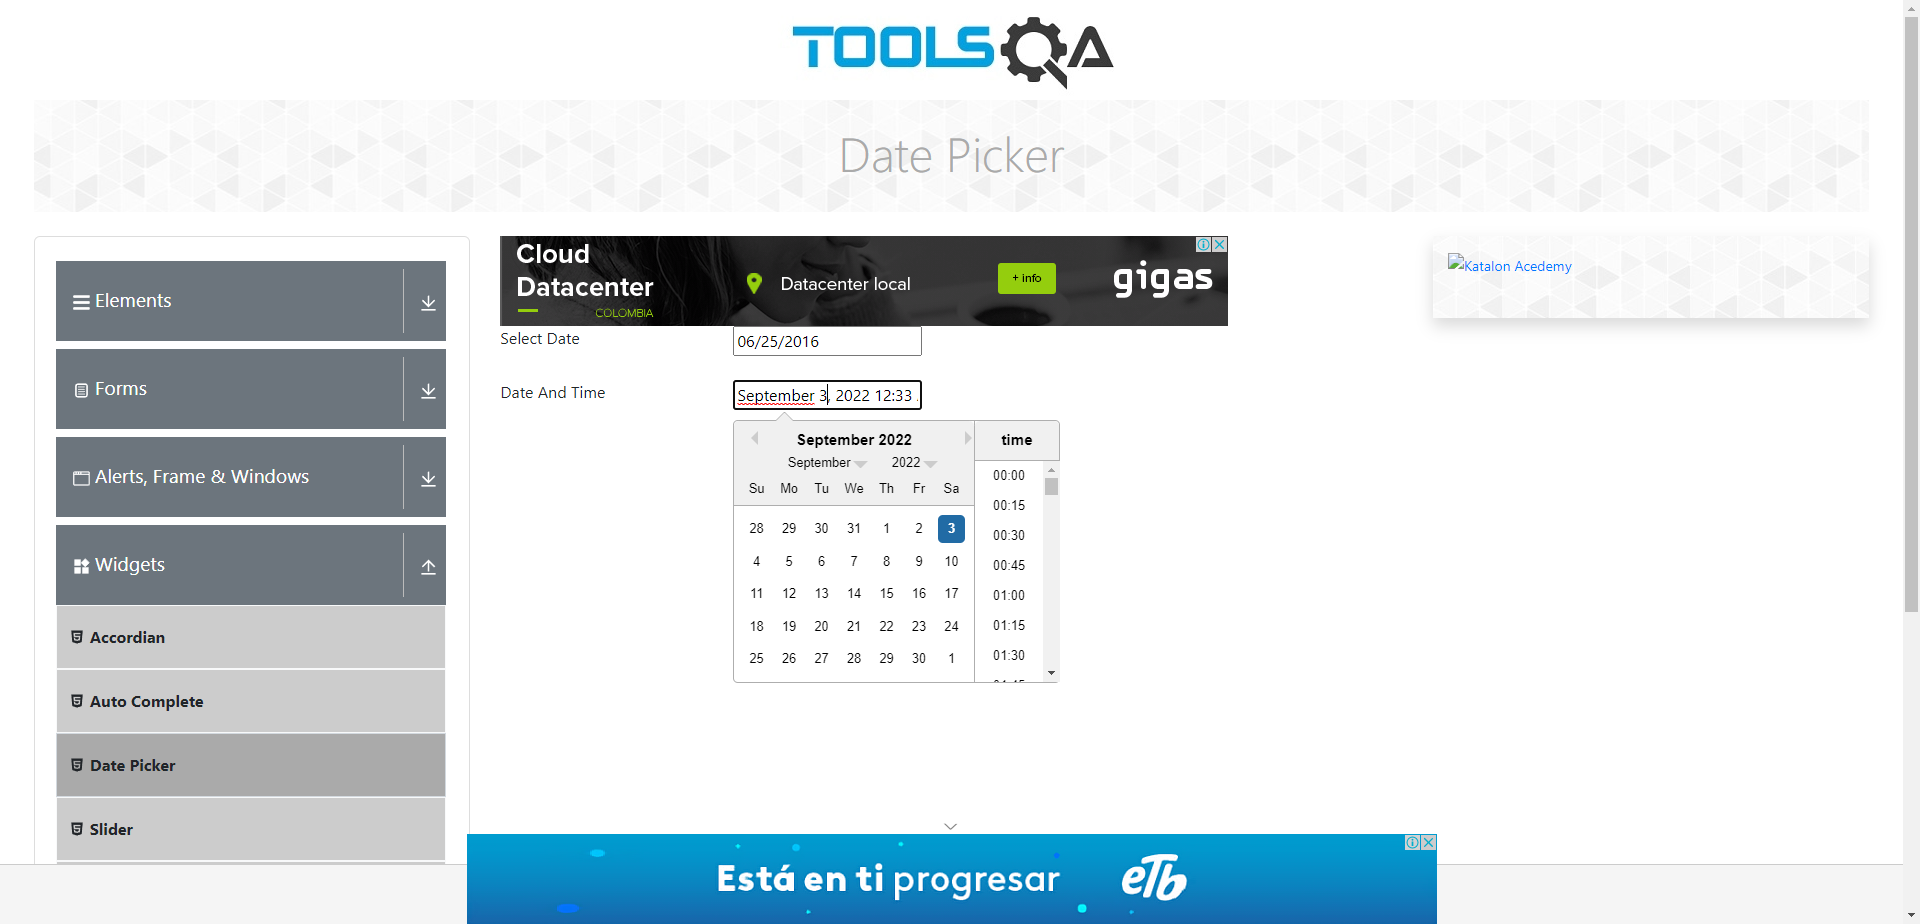 TOOLSQA
Date Picker
Elements
Forms
Alerts, Frame & Windows
Widgets
Accordian
Auto Complete
Date Picker
Slider
Cloud
Datacenter
COLOMBIA
Datacenter local
+ info
gigas
Select Date
06/25/2016
Date And Time
September 3, 2022 12:33
September 2022
September 2022
Su Mo Tu We Th Fr Sa
28 29 30 31 1 2 3
4 5 6 7 8 9 10
11 12 13 14 15 16 17
18 19 20 21 22 23 24
25 26 27 28 29 30 1
time
00:00
00:15
00:30
00:45
01:00
01:15
01:30
Katalon Acedemy
Está en ti progresar
eTb